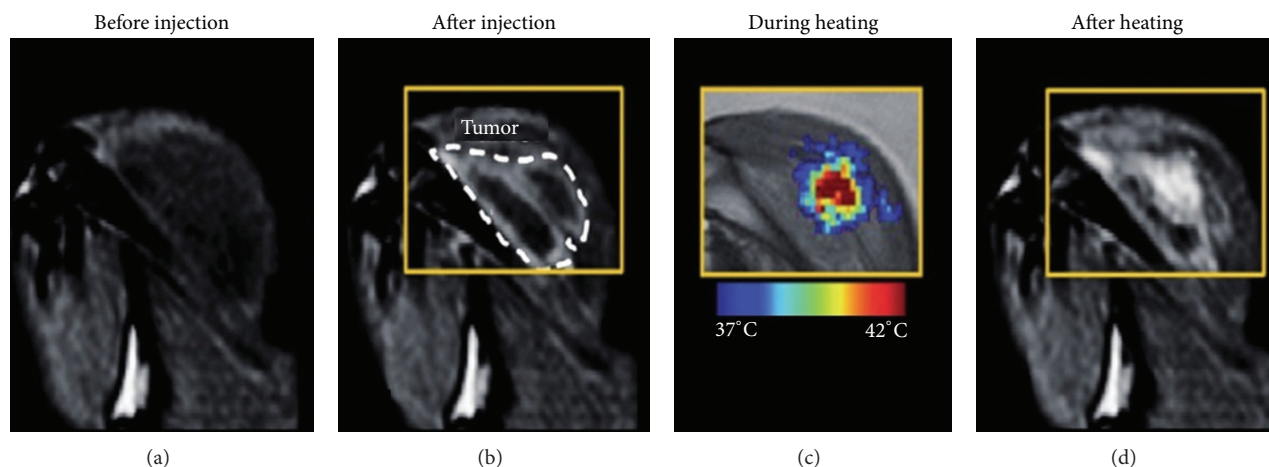 Before injection
After injection
During heating
After heating
Tumor
37°C
42°C
(a)
(b)
(c)
(d)